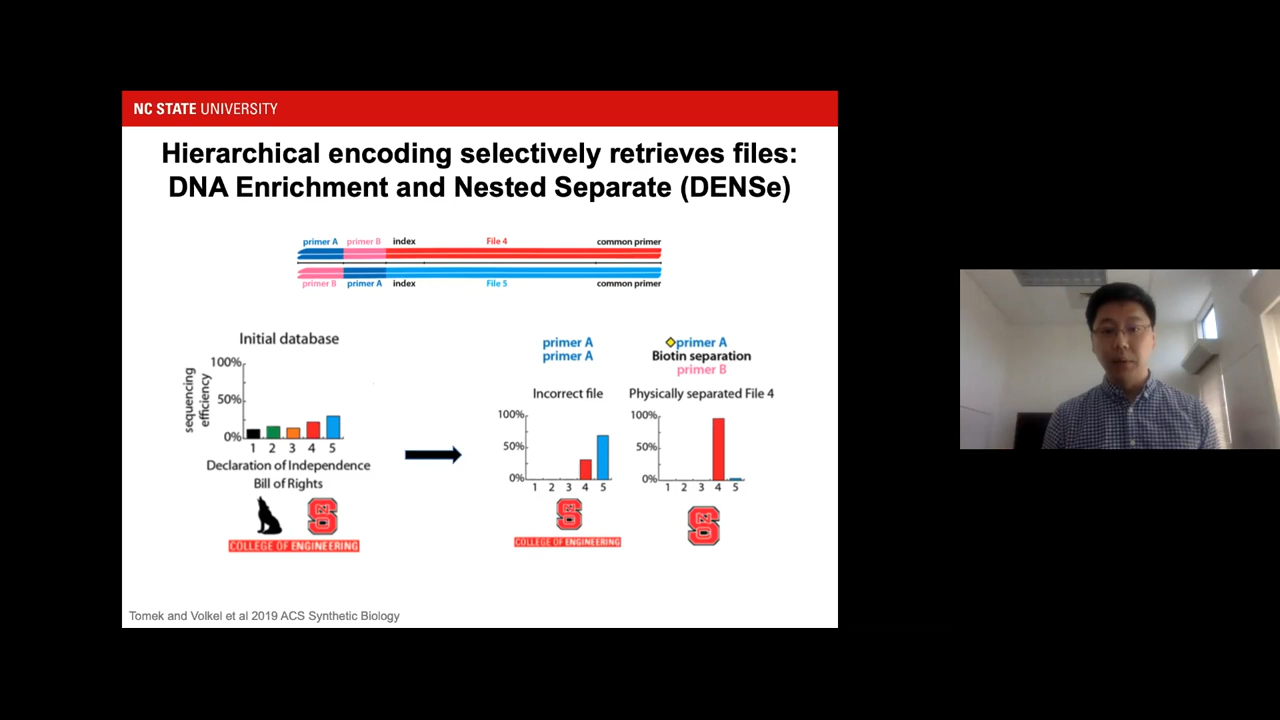 NC STATE UNIVERSITY
Hierarchical encoding selectively retrieves files:
DNA Enrichment and Nested Separate (DENSe)
primer A primer B index File 4 common primer
primer B primer A index File 5 common primer
Initial database
sequencing
efficiency
100%
50%
0%
1 2 3 4 5
Declaration of Independence
Bill of Rights
NC S
COLLEGE OF ENGINEERING
primer A
primer A
Incorrect file
100%
50%
0%
1 2 3 4 5
NC S
COLLEGE OF ENGINEERING
primer A
Biotin separation
primer B
Physically separated File 4
100%
50%
0%
1 2 3 4 5
NC S
Tomek and Volkel et al 2019 ACS Synthetic Biology